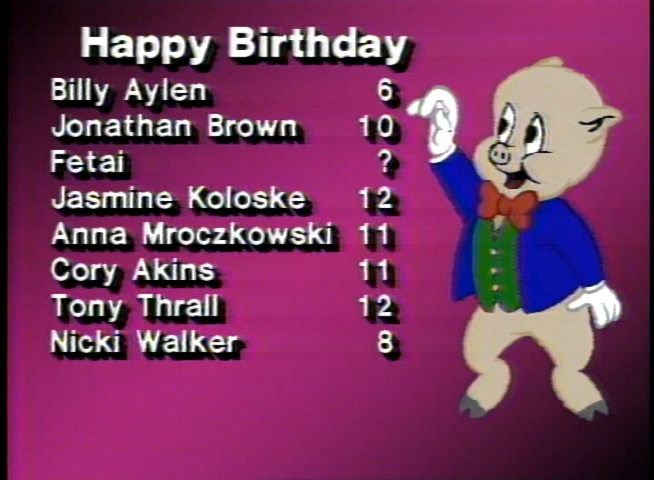 Happy Birthday
Billy Aylen 6
Jonathan Brown 10
Fetai ?
Jasmine Koloske 12
Anna Mroczkowski 11
Cory Akins 11
Tony Thrall 12
Nicki Walker 8